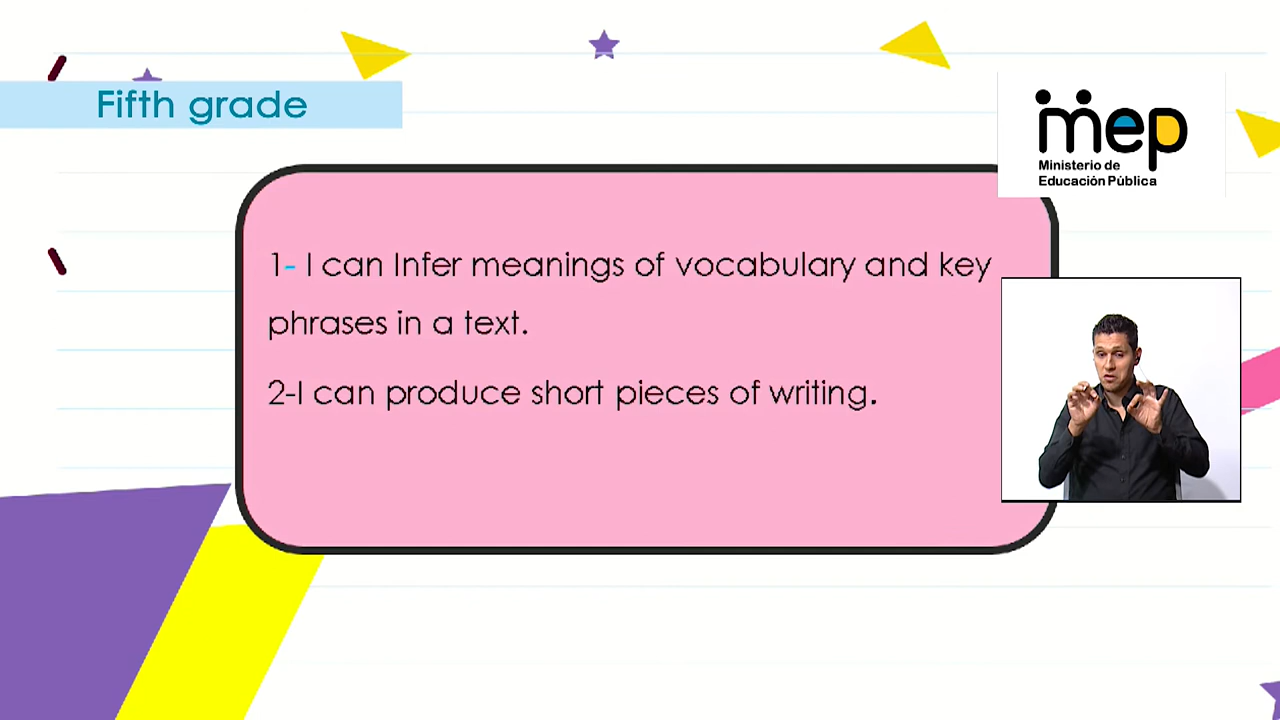 Fifth grade
mep
Ministerio de
Educación Pública
1- I can Infer meanings of vocabulary and key
phrases in a text.
2-I can produce short pieces of writing.